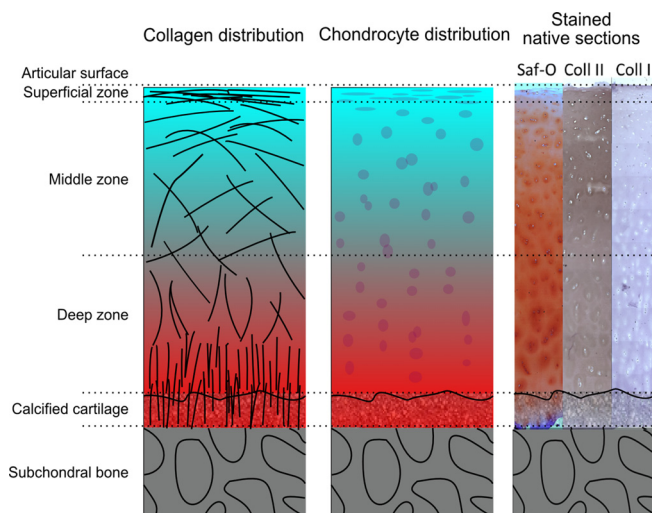 Collagen distribution
Chondrocyte distribution
Stained
native sections
Saf-O
Coll II
Coll I
Articular surface
Superficial zone
Middle zone
Deep zone
Calcified cartilage
Subchondral bone